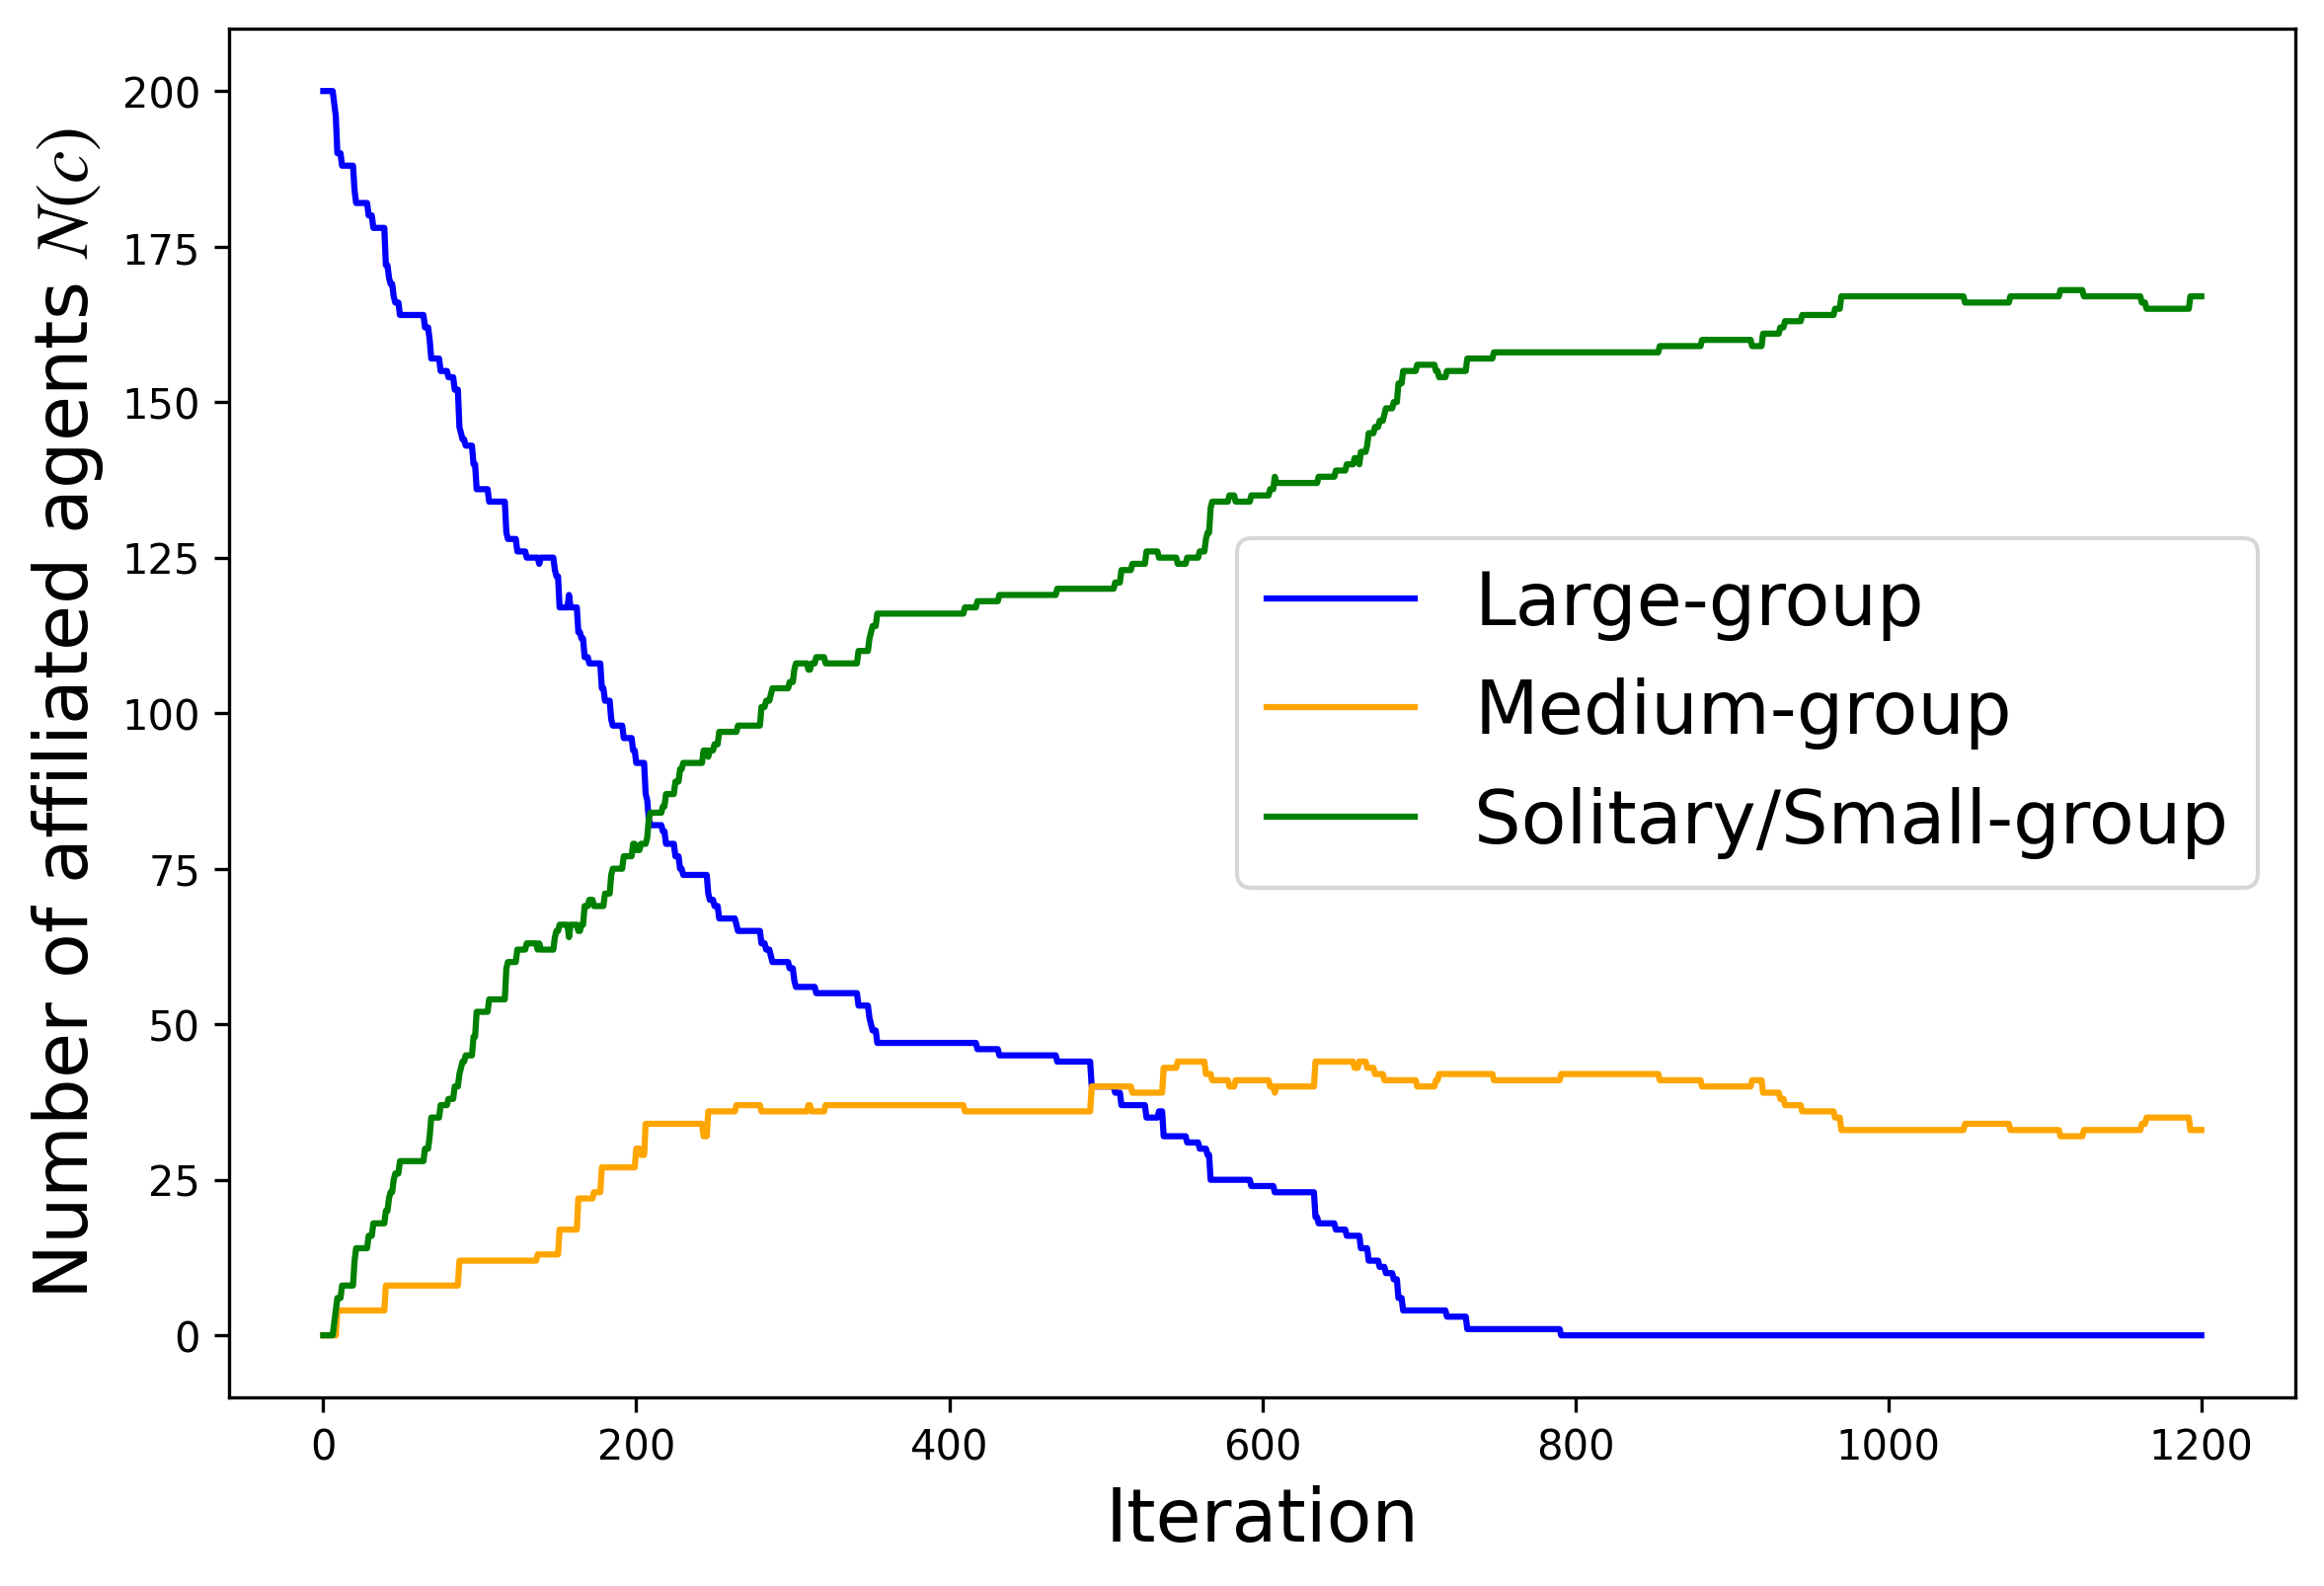 Number of affiliated agents N(c)
200
175
150
125
100
75
50
25
0
Large-group
Medium-group
Solitary/Small-group
0 200 400 600 800 1000 1200
Iteration